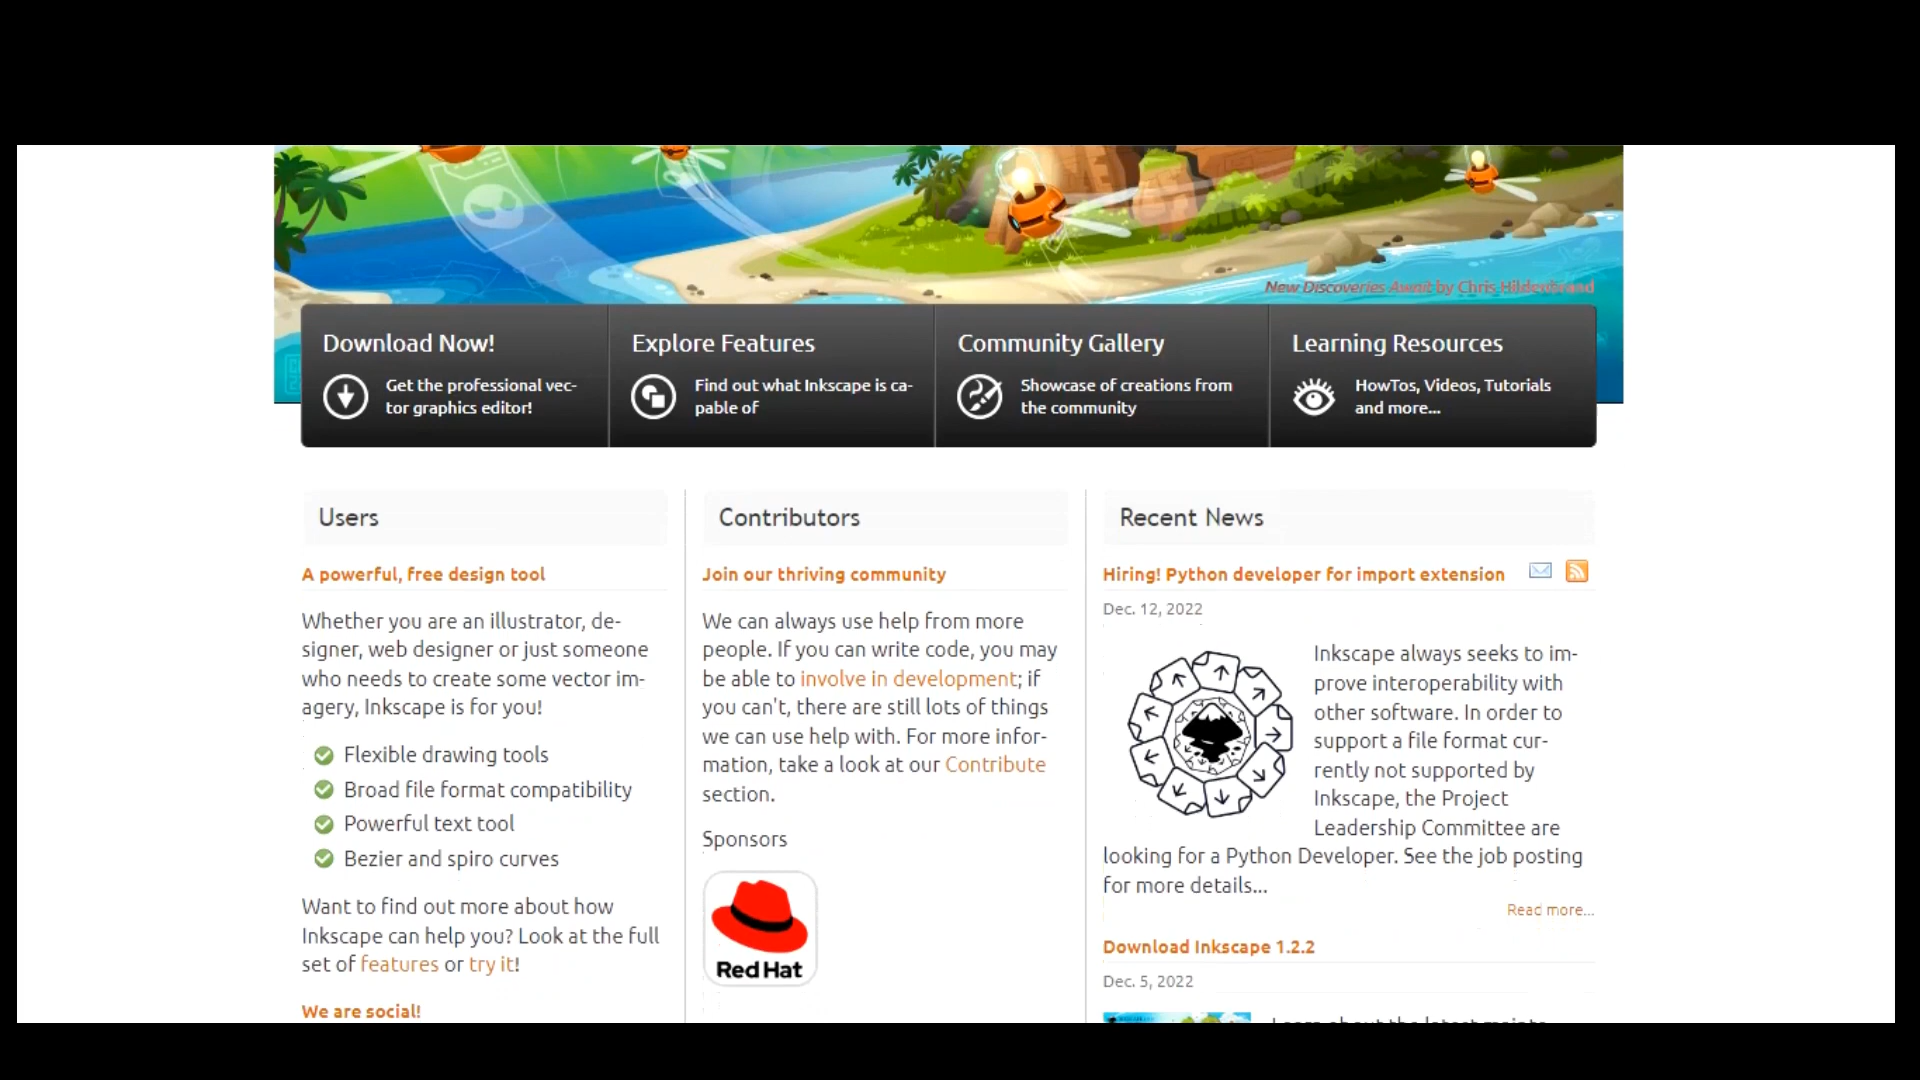 New Discoveries Await by Chris Hildenbrand
Download Now!
Get the professional vec-
tor graphics editor!
Explore Features
Find out what Inkscape is ca-
pable of
Community Gallery
Showcase of creations from
the community
Learning Resources
HowTos, Videos, Tutorials
and more...
Users
A powerful, free design tool
Whether you are an illustrator, de-
signer, web designer or just someone
who needs to create some vector im-
agery, Inkscape is for you!
Flexible drawing tools
Broad file format compatibility
Powerful text tool
Bezier and spiro curves
Want to find out more about how
Inkscape can help you? Look at the full
set of features or try it!
We are social!
Contributors
Join our thriving community
We can always use help from more
people. If you can write code, you may
be able to involve in development; if
you can't, there are still lots of things
we can use help with. For more infor-
mation, take a look at our Contribute
section.
Sponsors
Red Hat
Recent News
Hiring! Python developer for import extension
Dec. 12, 2022
Inkscape always seeks to im-
prove interoperability with
other software. In order to
support a file format cur-
rently not supported by
Inkscape, the Project
Leadership Committee are
looking for a Python Developer. See the job posting
for more details...
Read more...
Download Inkscape 1.2.2
Dec. 5, 2022